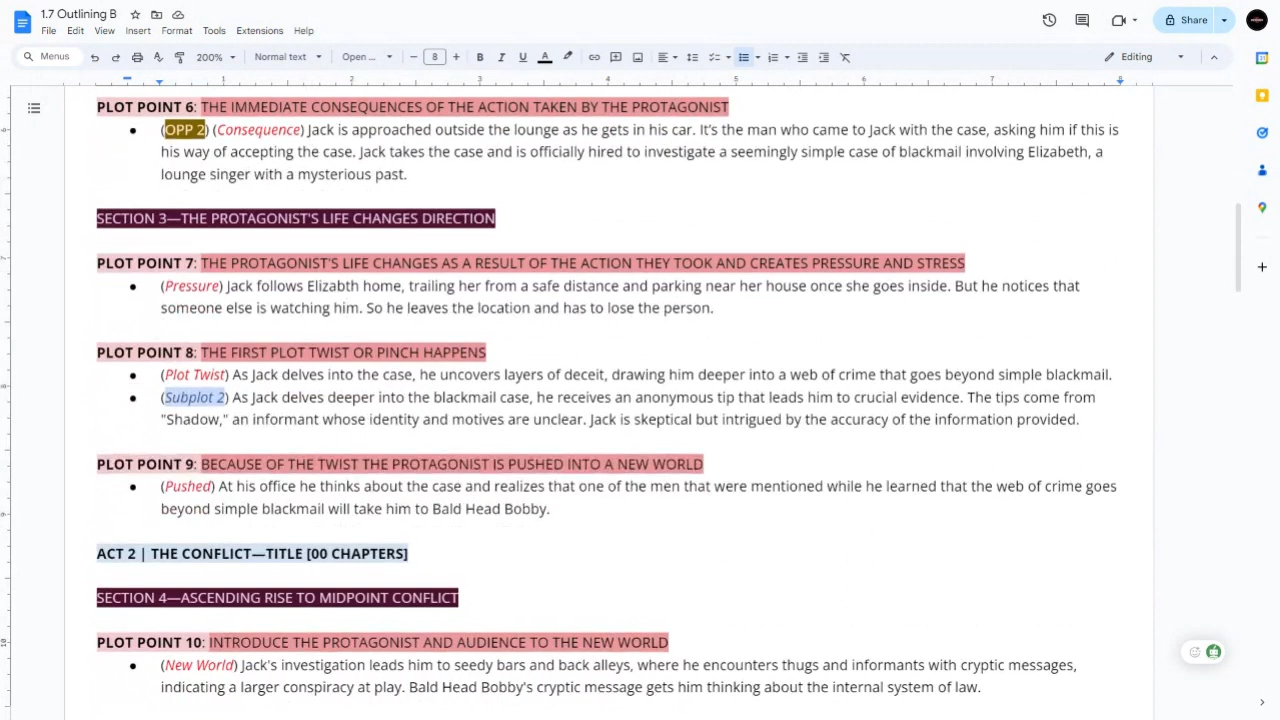 1.7 Outlining B
File Edit View Insert Format Tools Extensions Help
Share
Menus 200% Normal text Open ... 8 B I U A Editing
1 2 3 4 5 6 7
PLOT POINT 6: THE IMMEDIATE CONSEQUENCES OF THE ACTION TAKEN BY THE PROTAGONIST
● (OPP 2) (Consequence) Jack is approached outside the lounge as he gets in his car. It's the man who came to Jack with the case, asking him if this is
his way of accepting the case. Jack takes the case and is officially hired to investigate a seemingly simple case of blackmail involving Elizabeth, a
lounge singer with a mysterious past.
SECTION 3—THE PROTAGONIST'S LIFE CHANGES DIRECTION
PLOT POINT 7: THE PROTAGONIST'S LIFE CHANGES AS A RESULT OF THE ACTION THEY TOOK AND CREATES PRESSURE AND STRESS
● (Pressure) Jack follows Elizabth home, trailing her from a safe distance and parking near her house once she goes inside. But he notices that
someone else is watching him. So he leaves the location and has to lose the person.
PLOT POINT 8: THE FIRST PLOT TWIST OR PINCH HAPPENS
● (Plot Twist) As Jack delves into the case, he uncovers layers of deceit, drawing him deeper into a web of crime that goes beyond simple blackmail.
● (Subplot 2) As Jack delves deeper into the blackmail case, he receives an anonymous tip that leads him to crucial evidence. The tips come from
"Shadow," an informant whose identity and motives are unclear. Jack is skeptical but intrigued by the accuracy of the information provided.
PLOT POINT 9: BECAUSE OF THE TWIST THE PROTAGONIST IS PUSHED INTO A NEW WORLD
● (Pushed) At his office he thinks about the case and realizes that one of the men that were mentioned while he learned that the web of crime goes
beyond simple blackmail will take him to Bald Head Bobby.
ACT 2 | THE CONFLICT—TITLE [00 CHAPTERS]
SECTION 4—ASCENDING RISE TO MIDPOINT CONFLICT
PLOT POINT 10: INTRODUCE THE PROTAGONIST AND AUDIENCE TO THE NEW WORLD
● (New World) Jack's investigation leads him to seedy bars and back alleys, where he encounters thugs and informants with cryptic messages,
indicating a larger conspiracy at play. Bald Head Bobby's cryptic message gets him thinking about the internal system of law.